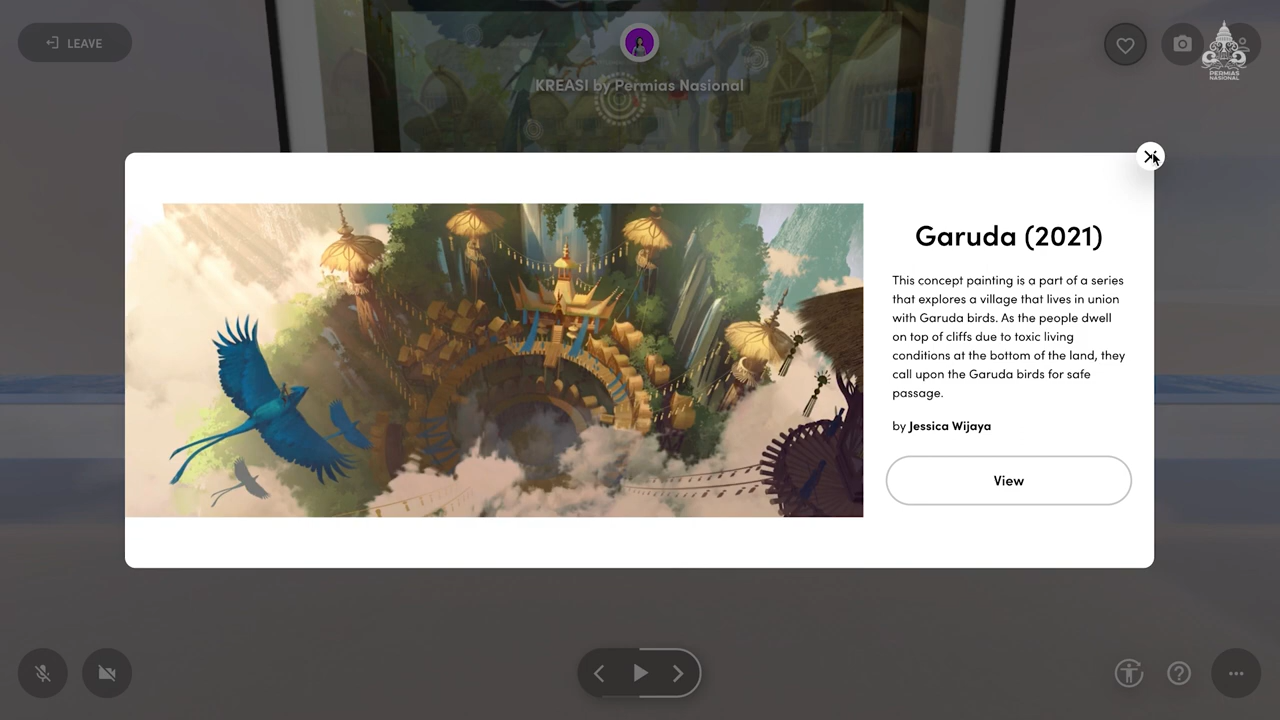 LEAVE
KREASI by Permias Nasional
PERMIAS
NASIONAL
Garuda (2021)
This concept painting is a part of a series
that explores a village that lives in union
with Garuda birds. As the people dwell
on top of cliffs due to toxic living
conditions at the bottom of the land, they
call upon the Garuda birds for safe
passage.
by Jessica Wijaya
View